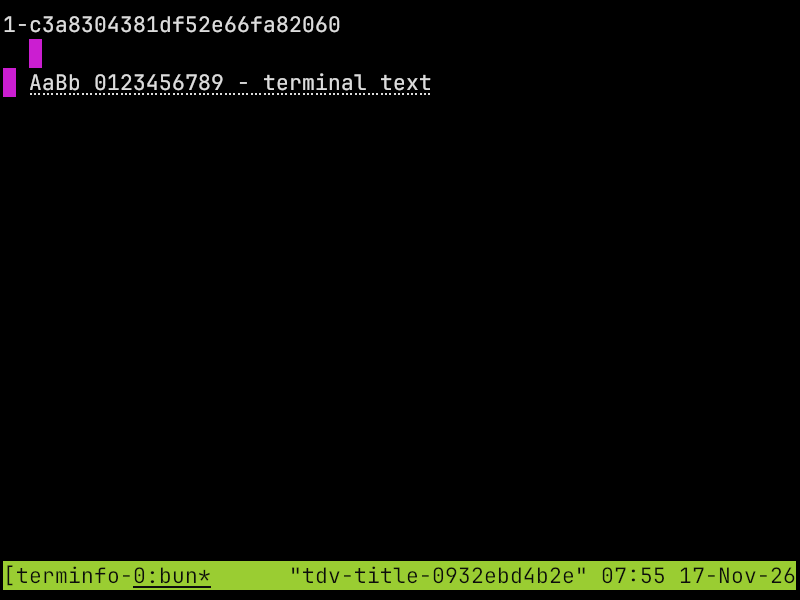 1-c3a8304381df52e66fa82060
AaBb 0123456789 - terminal text
[terminfo-0:bun*      "tdv-title-0932ebd4b2e" 07:55 17-Nov-26